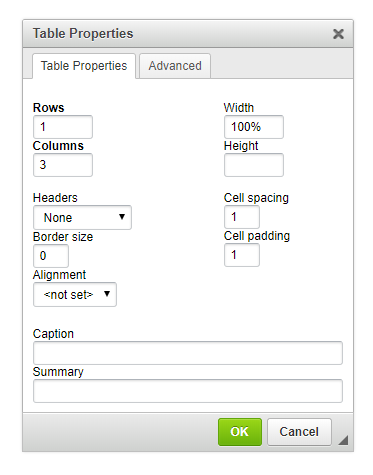 Table Properties
Table Properties Advanced
Rows Width
1 100%
Columns Height
3
Headers Cell spacing
None 1
Border size Cell padding
0 1
Alignment
<not set>
Caption
Summary
OK Cancel